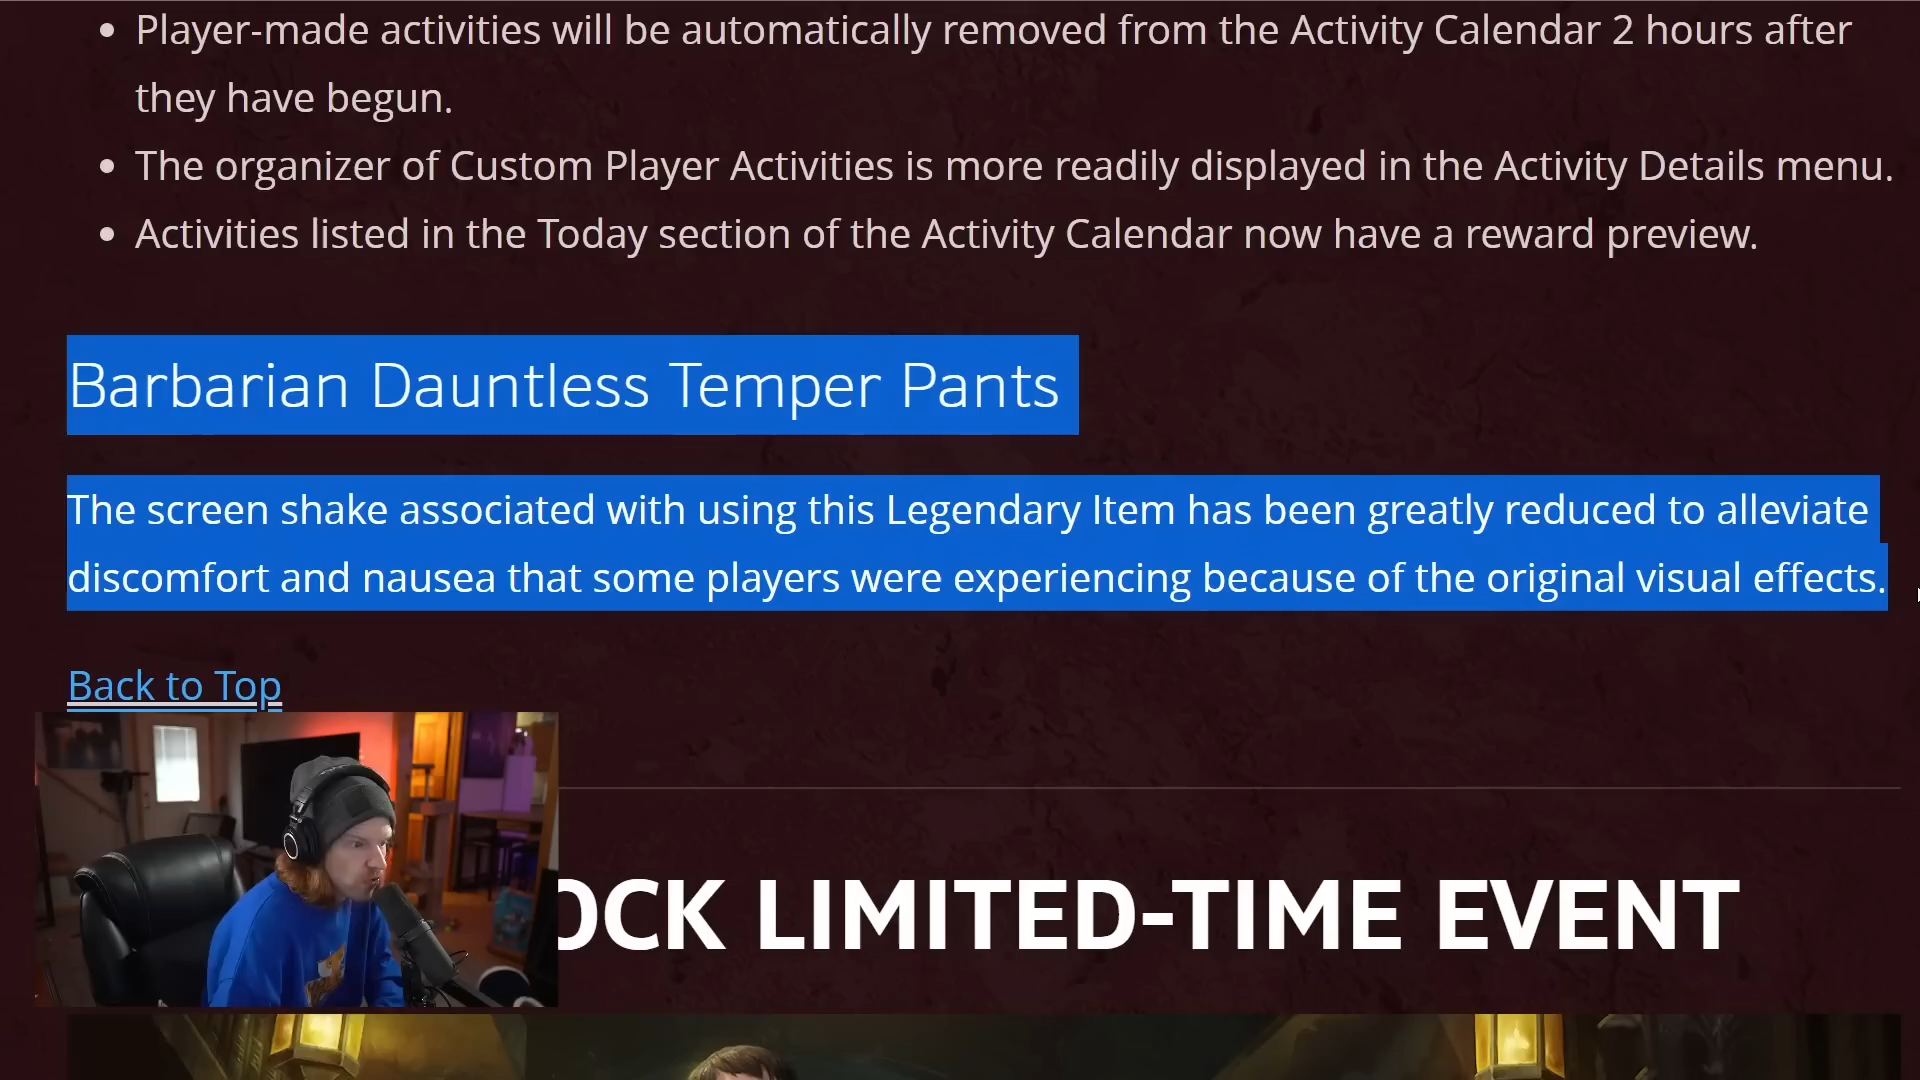 Player-made activities will be automatically removed from the Activity Calendar 2 hours after
they have begun.
The organizer of Custom Player Activities is more readily displayed in the Activity Details menu.
Activities listed in the Today section of the Activity Calendar now have a reward preview.
Barbarian Dauntless Temper Pants
The screen shake associated with using this Legendary Item has been greatly reduced to alleviate
discomfort and nausea that some players were experiencing because of the original visual effects.
Back to Top
OCK LIMITED-TIME EVENT